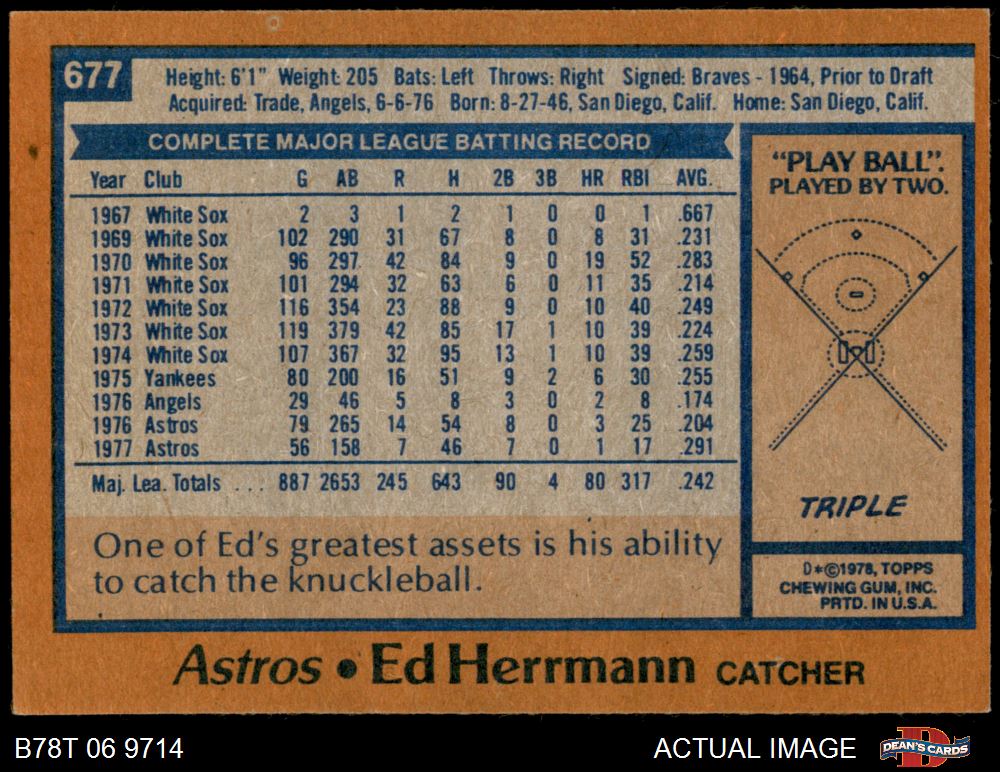 677
Height: 6'1" Weight: 205 Bats: Left Throws: Right Signed: Braves - 1964, Prior to Draft
Acquired: Trade, Angels, 6-6-76 Born: 8-27-46, San Diego, Calif. Home: San Diego, Calif.
COMPLETE MAJOR LEAGUE BATTING RECORD
Year Club G AB R H 2B 3B HR RBI AVG.
1967 White Sox 2 3 1 2 1 0 0 1 .667
1969 White Sox 102 290 31 67 8 0 8 31 .231
1970 White Sox 96 297 42 84 9 0 19 52 .283
1971 White Sox 101 294 32 63 6 0 11 35 .214
1972 White Sox 116 354 23 88 9 0 10 40 .249
1973 White Sox 119 379 42 85 17 1 10 39 .224
1974 White Sox 107 367 32 95 13 1 10 39 .259
1975 Yankees 80 200 16 51 9 2 6 30 .255
1976 Angels 29 46 5 8 3 0 2 8 .174
1976 Astros 79 265 14 54 8 0 3 25 .204
1977 Astros 56 158 7 46 7 0 1 17 .291
Maj. Lea. Totals ... 887 2653 245 643 90 4 80 317 .242
One of Ed's greatest assets is his ability
to catch the knuckleball.
"PLAY BALL".
PLAYED BY TWO.
TRIPLE
D*©1978, TOPPS
CHEWING GUM, INC.
PRTD. IN U.S.A.
Astros • Ed Herrmann CATCHER
B78T 06 9714
ACTUAL IMAGE
D
DEAN'S CARDS